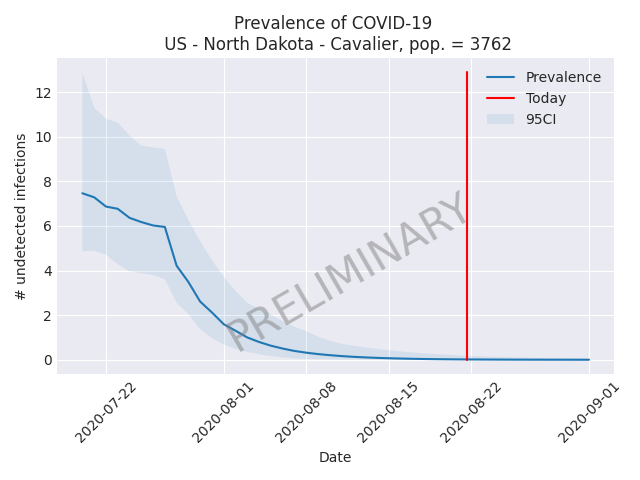 Prevalence of COVID-19
US - North Dakota - Cavalier, pop. = 3762
Prevalence
Today
95CI
# undetected infections
12
10
8
6
4
2
0
PRELIMINARY
2020-07-22
2020-08-01
2020-08-08
2020-08-15
2020-08-22
2020-09-01
Date